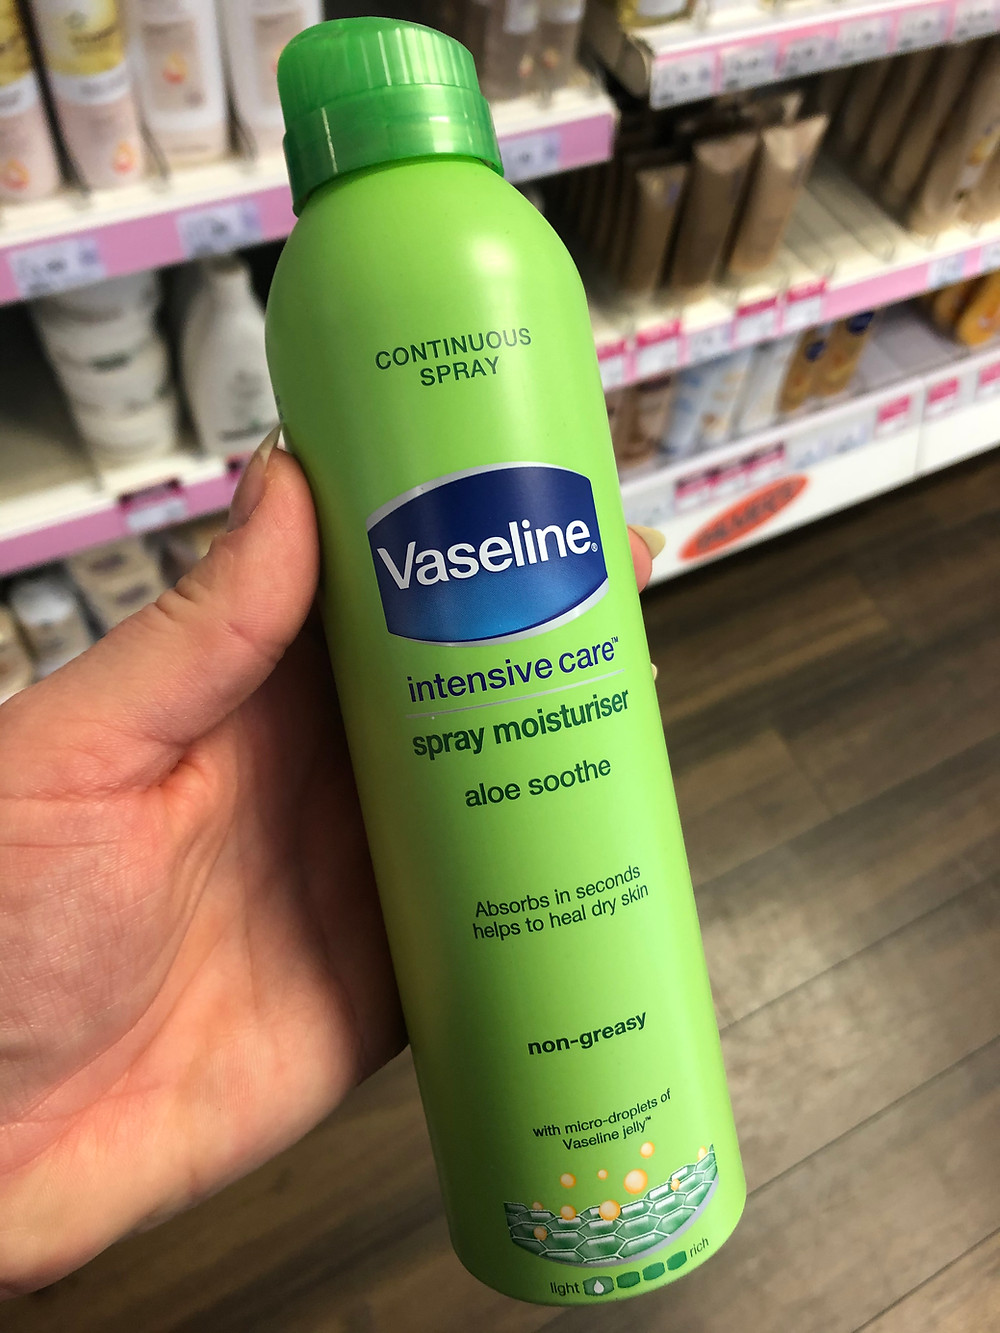 CONTINUOUS
SPRAY
Vaseline®
intensive care™
spray moisturiser
aloe soothe
Absorbs in seconds
helps to heal dry skin
non-greasy
with micro-droplets of
Vaseline jelly™
light rich